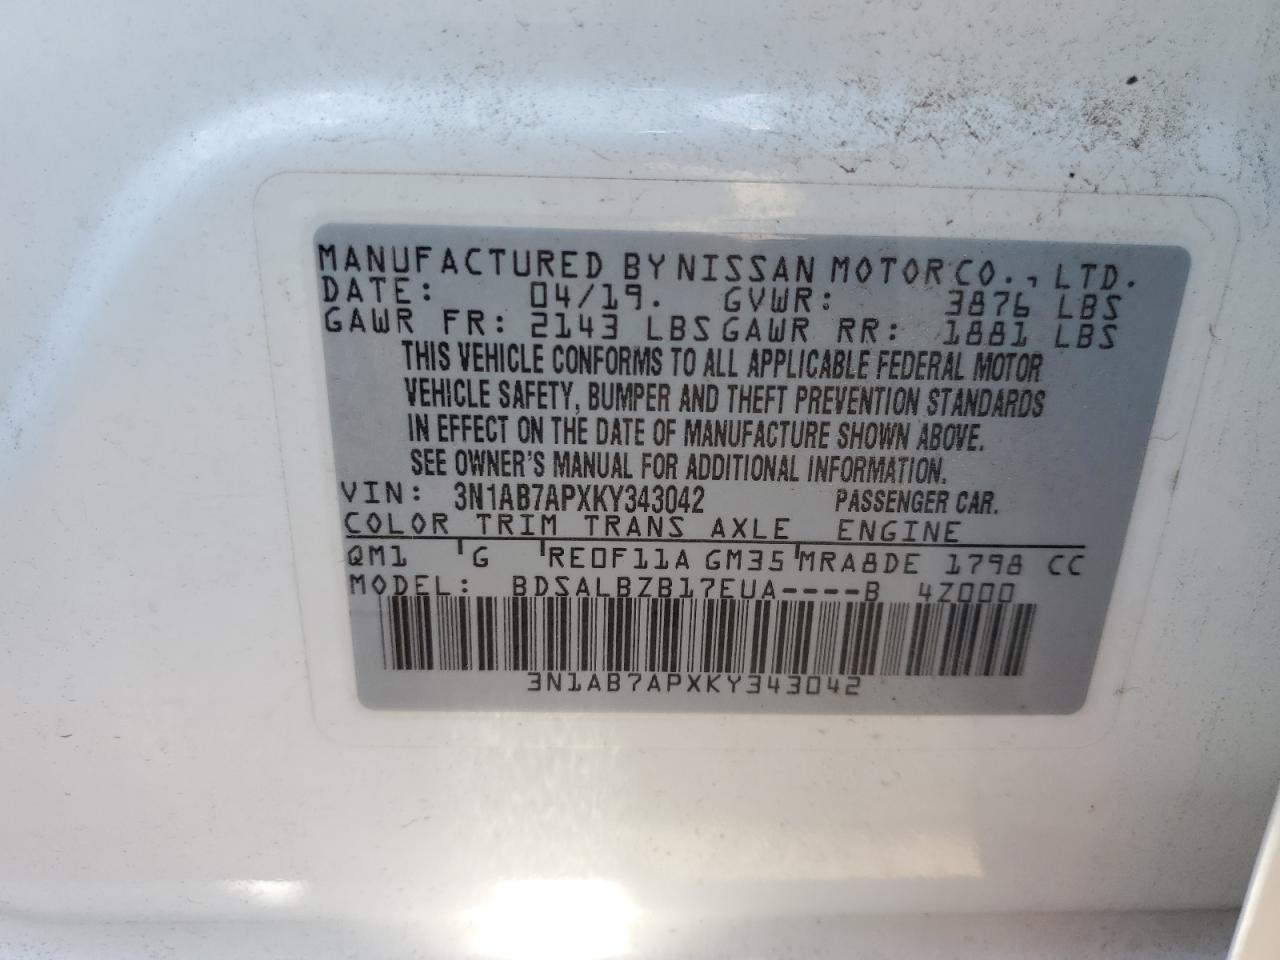 MANUFACTURED BY NISSAN MOTOR CO., LTD.
DATE: 04/19. GVWR: 3876 LBS
GAWR FR: 2143 LBS GAWR RR: 1881 LBS
THIS VEHICLE CONFORMS TO ALL APPLICABLE FEDERAL MOTOR
VEHICLE SAFETY, BUMPER AND THEFT PREVENTION STANDARDS
IN EFFECT ON THE DATE OF MANUFACTURE SHOWN ABOVE.
SEE OWNER'S MANUAL FOR ADDITIONAL INFORMATION.
VIN: 3N1AB7APXKY343042 PASSENGER CAR.
COLOR TRIM TRANS AXLE ENGINE
QM1 G RE0F11A GM35 MRA8DE 1798 CC
MODEL: BDSALBZB17EUA----B 4Z000
3N1AB7APXKY343042